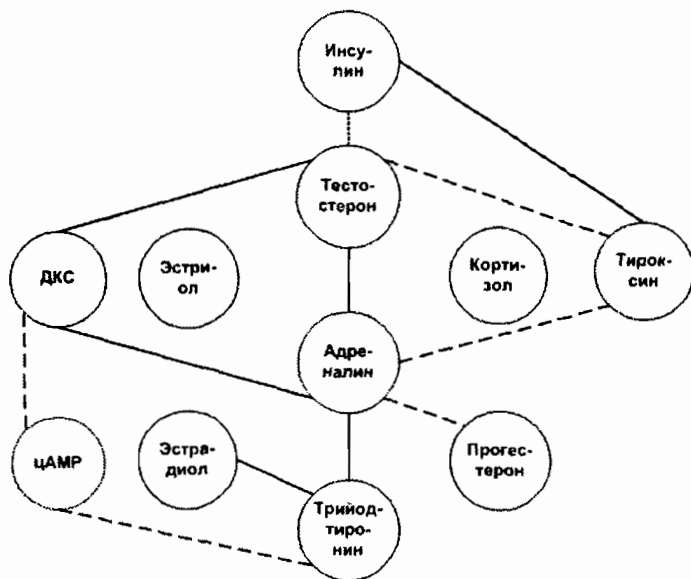 Инсу-
лин
Тесто-
стерон
ДКС
Эстри-
ол
Корти-
зол
Тирок-
син
Адре-
налин
цАМР
Эстра-
диол
Прогес-
терон
Трийод-
тиро-
нин